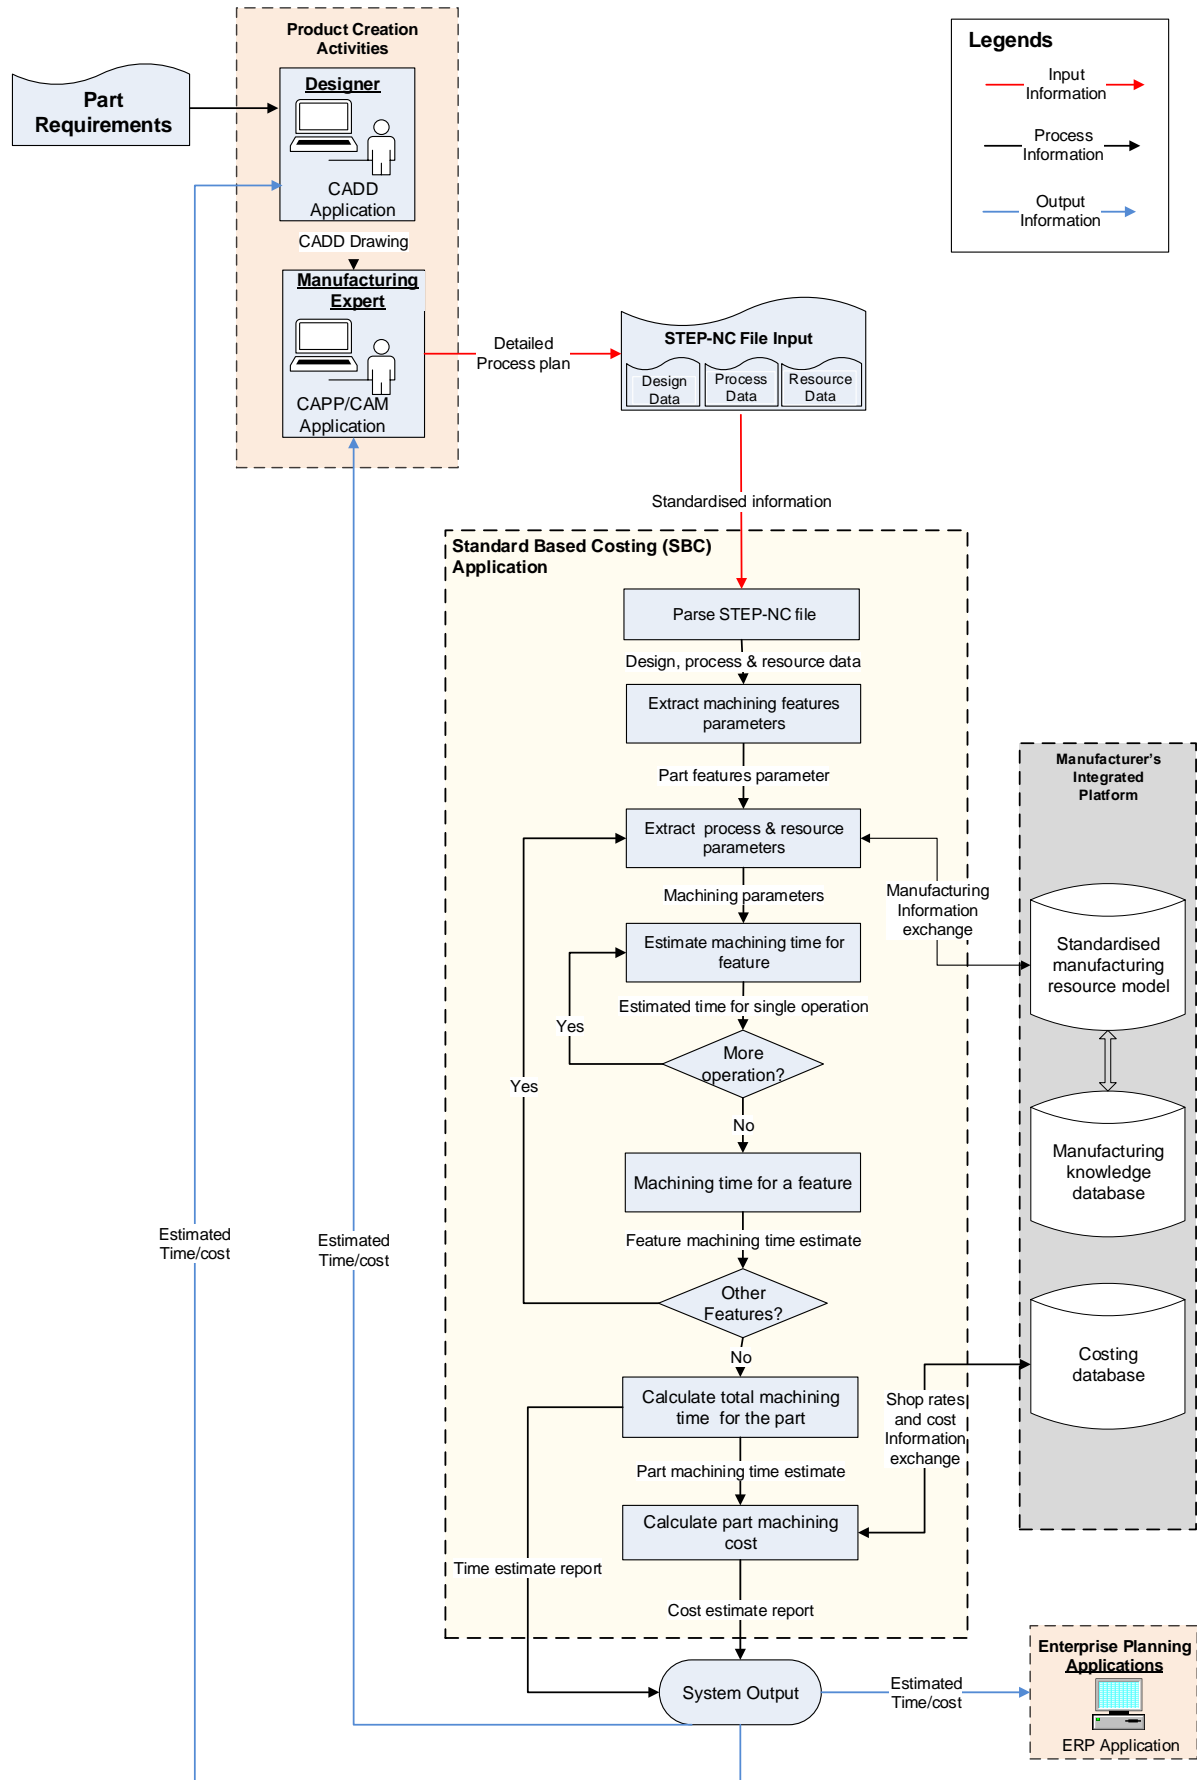 Product Creation
Activities
Part
Requirements
Designer
CADD
Application
CADD Drawing
Manufacturing
Expert
CAPP/CAM
Application
Legends
Input
Information
Process
Information
Output
Information
Detailed
Process plan
STEP-NC File Input
Design
Data
Process
Data
Resource
Data
Standardised information
Standard Based Costing (SBC)
Application
Parse STEP-NC file
Design, process & resource data
Extract machining features
parameters
Part features parameter
Extract process & resource
parameters
Machining parameters
Estimate machining time for
feature
Estimated time for single operation
Yes
More
operation?
Yes
No
Machining time for a feature
Feature machining time estimate
Other
Features?
No
Calculate total machining
time for the part
Part machining time estimate
Calculate part machining
cost
Time estimate report
Cost estimate report
System Output
Manufacturing
Information
exchange
Manufacturer's
Integrated
Platform
Standardised
manufacturing
resource model
Manufacturing
knowledge
database
Costing
database
Shop rates
and cost
Information
exchange
Estimated
Time/cost
Estimated
Time/cost
Estimated
Time/cost
Enterprise Planning
Applications
ERP Application